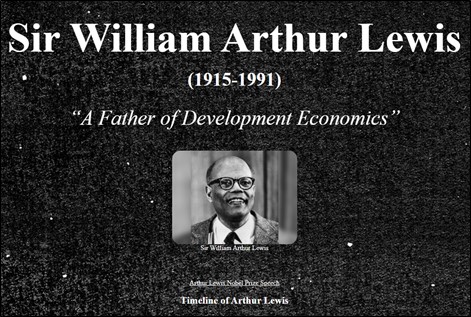 Sir William Arthur Lewis
(1915-1991)
“A Father of Development Economics”
Sir William Arthur Lewis
Arthur Lewis Nobel Prize Speech
Timeline of Arthur Lewis